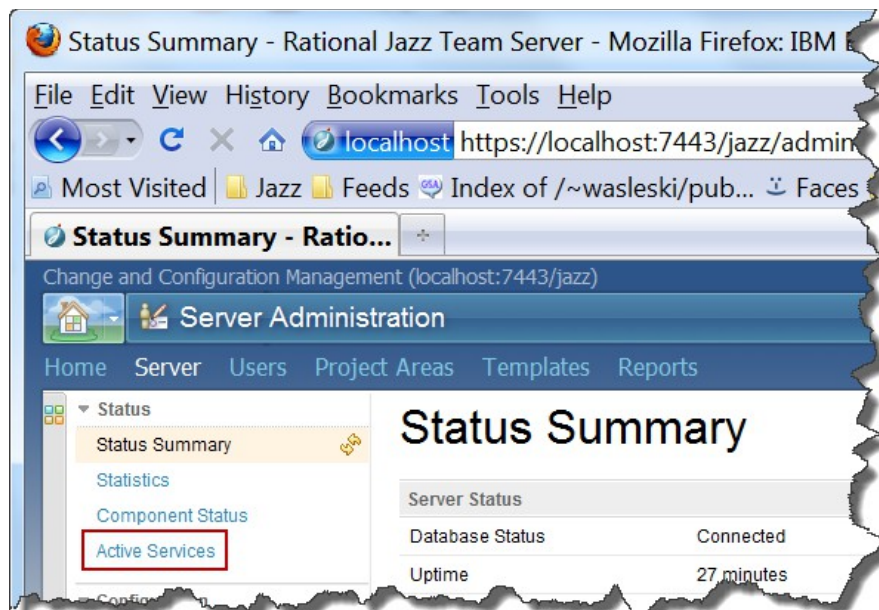 Status Summary - Rational Jazz Team Server - Mozilla Firefox: IBM
File Edit View History Bookmarks Tools Help
localhost https://localhost:7443/jazz/admin
Most Visited Jazz Feeds GSA Index of /~wasleski/pub... Faces
Status Summary - Ratio...
Change and Configuration Management (localhost:7443/jazz)
Server Administration
Home Server Users Project Areas Templates Reports
Status
Status Summary
Statistics
Component Status
Active Services
Status Summary
Server Status
Database Status Connected
Uptime 27 minutes